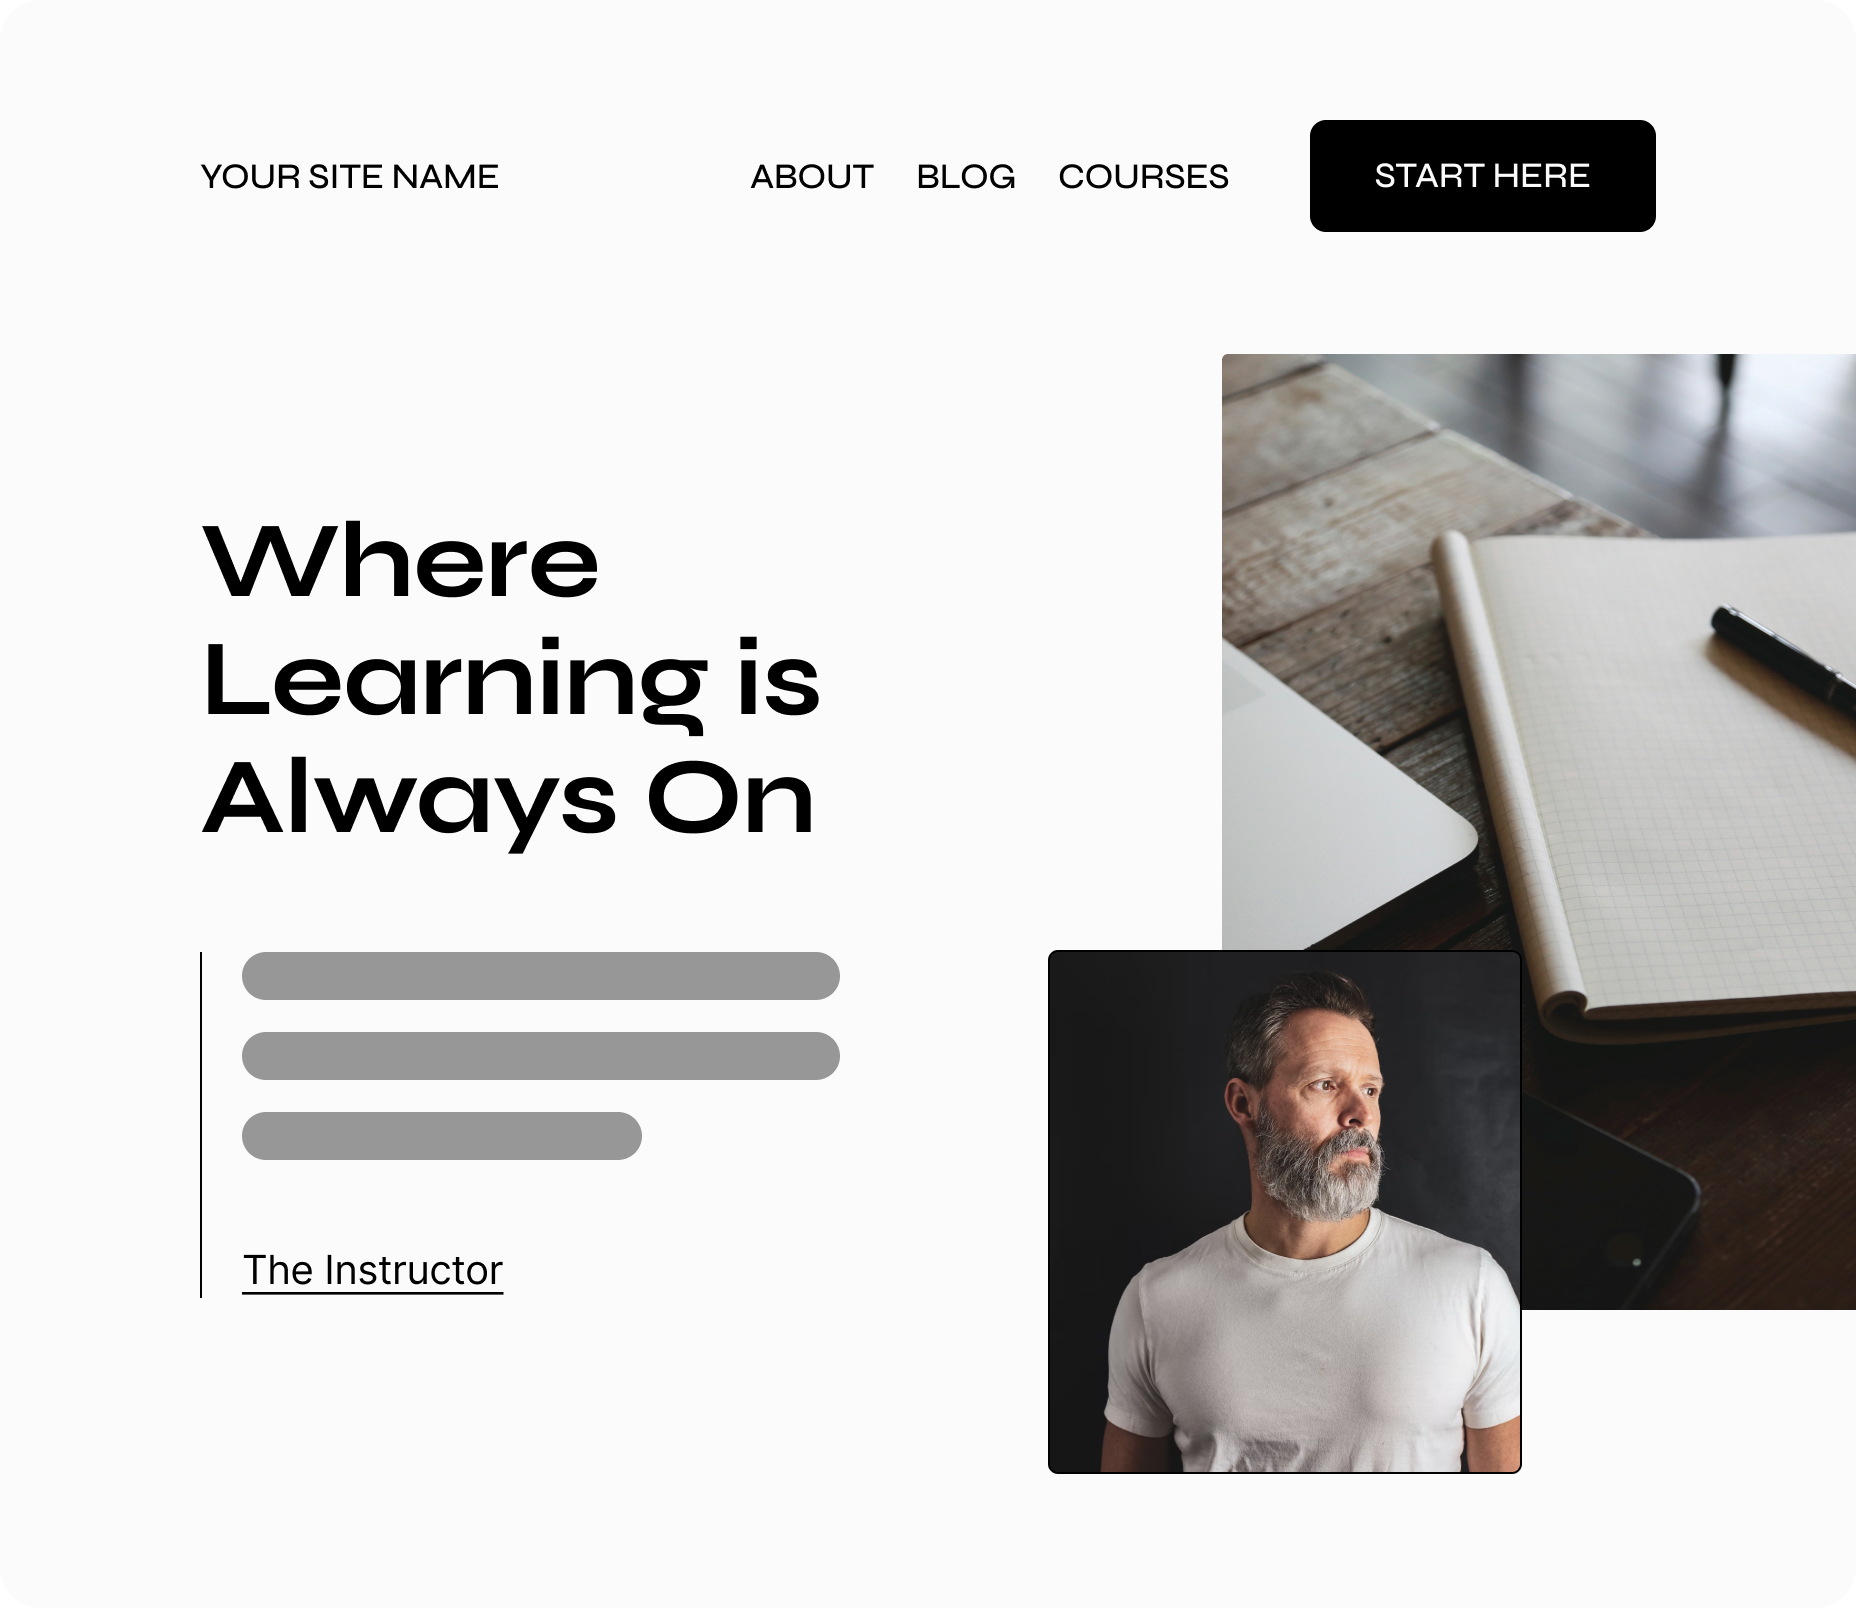 YOUR SITE NAME
ABOUT BLOG COURSES
START HERE
Where
Learning is
Always On
The Instructor